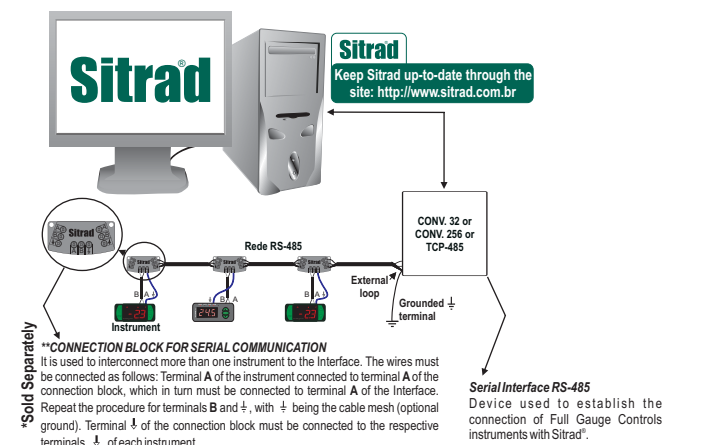 Sitrad®
Sitrad
Keep Sitrad up-to-date through the
site: http://www.sitrad.com.br
Sitrad
CONV. 32 or
CONV. 256 or
TCP-485
Rede RS-485
Sitrad
Sitrad
Sitrad
External
loop
Grounded ⏚
terminal
B A ⏚
⏚ B A
B A ⏚
-23
245
-23
Instrument
*Sold Separately
**CONNECTION BLOCK FOR SERIAL COMMUNICATION
It is used to interconnect more than one instrument to the Interface. The wires must
be connected as follows: Terminal A of the instrument connected to terminal A of the
connection block, which in turn must be connected to terminal A of the Interface.
Repeat the procedure for terminals B and ⏚, with ⏚ being the cable mesh (optional
ground). Terminal ⏚ of the connection block must be connected to the respective
terminals ⏚ of each instrument
Serial Interface RS-485
Device used to establish the
connection of Full Gauge Controls
instruments with Sitrad®.